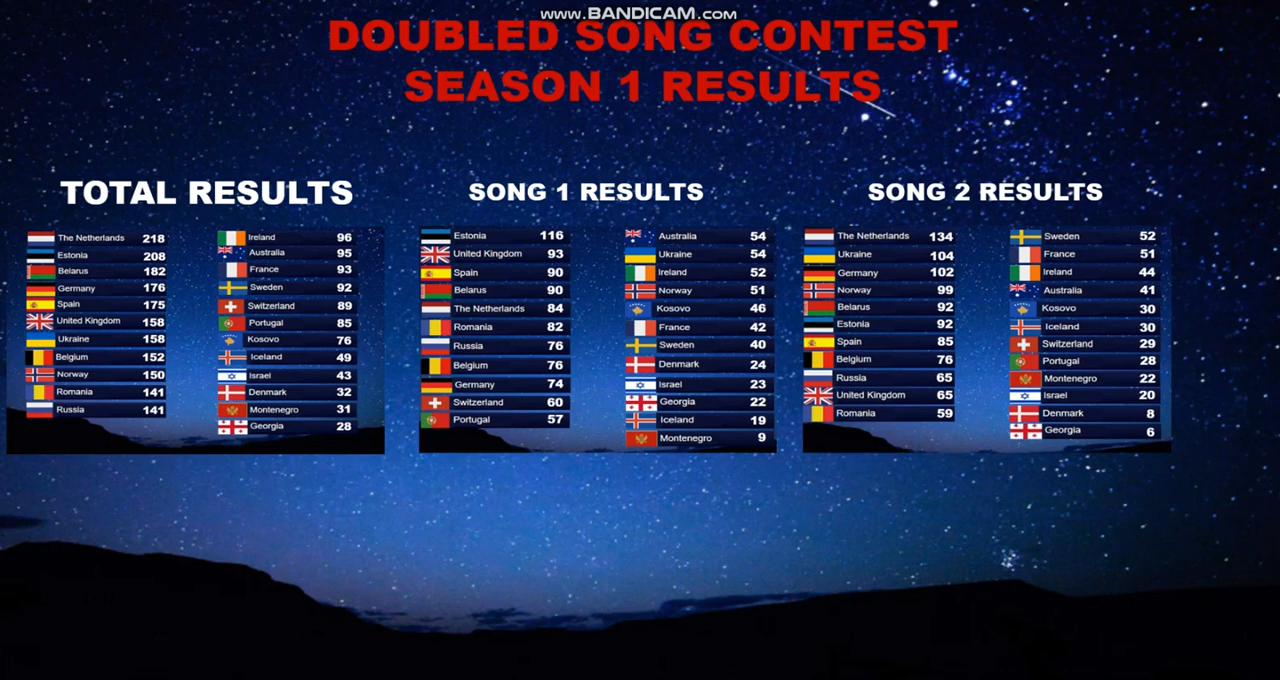 www.BANDICAM.com
DOUBLED SONG CONTEST
SEASON 1 RESULTS
TOTAL RESULTS
The Netherlands 218
Estonia 208
Belarus 182
Germany 176
Spain 175
United Kingdom 158
Ukraine 158
Belgium 152
Norway 150
Romania 141
Russia 141
Ireland 96
Australia 95
France 93
Sweden 92
Switzerland 89
Portugal 85
Kosovo 76
Iceland 49
Israel 43
Denmark 32
Montenegro 31
Georgia 28
SONG 1 RESULTS
Estonia 116
United Kingdom 93
Spain 90
Belarus 90
The Netherlands 84
Romania 82
Russia 76
Belgium 76
Germany 74
Switzerland 60
Portugal 57
Australia 54
Ukraine 54
Ireland 52
Norway 51
Kosovo 46
France 42
Sweden 40
Denmark 24
Israel 23
Georgia 22
Iceland 19
Montenegro 9
SONG 2 RESULTS
The Netherlands 134
Ukraine 104
Germany 102
Norway 99
Belarus 92
Estonia 92
Spain 85
Belgium 76
Russia 65
United Kingdom 65
Romania 59
Sweden 52
France 51
Ireland 44
Australia 41
Kosovo 30
Iceland 30
Switzerland 29
Portugal 28
Montenegro 22
Israel 20
Denmark 8
Georgia 6